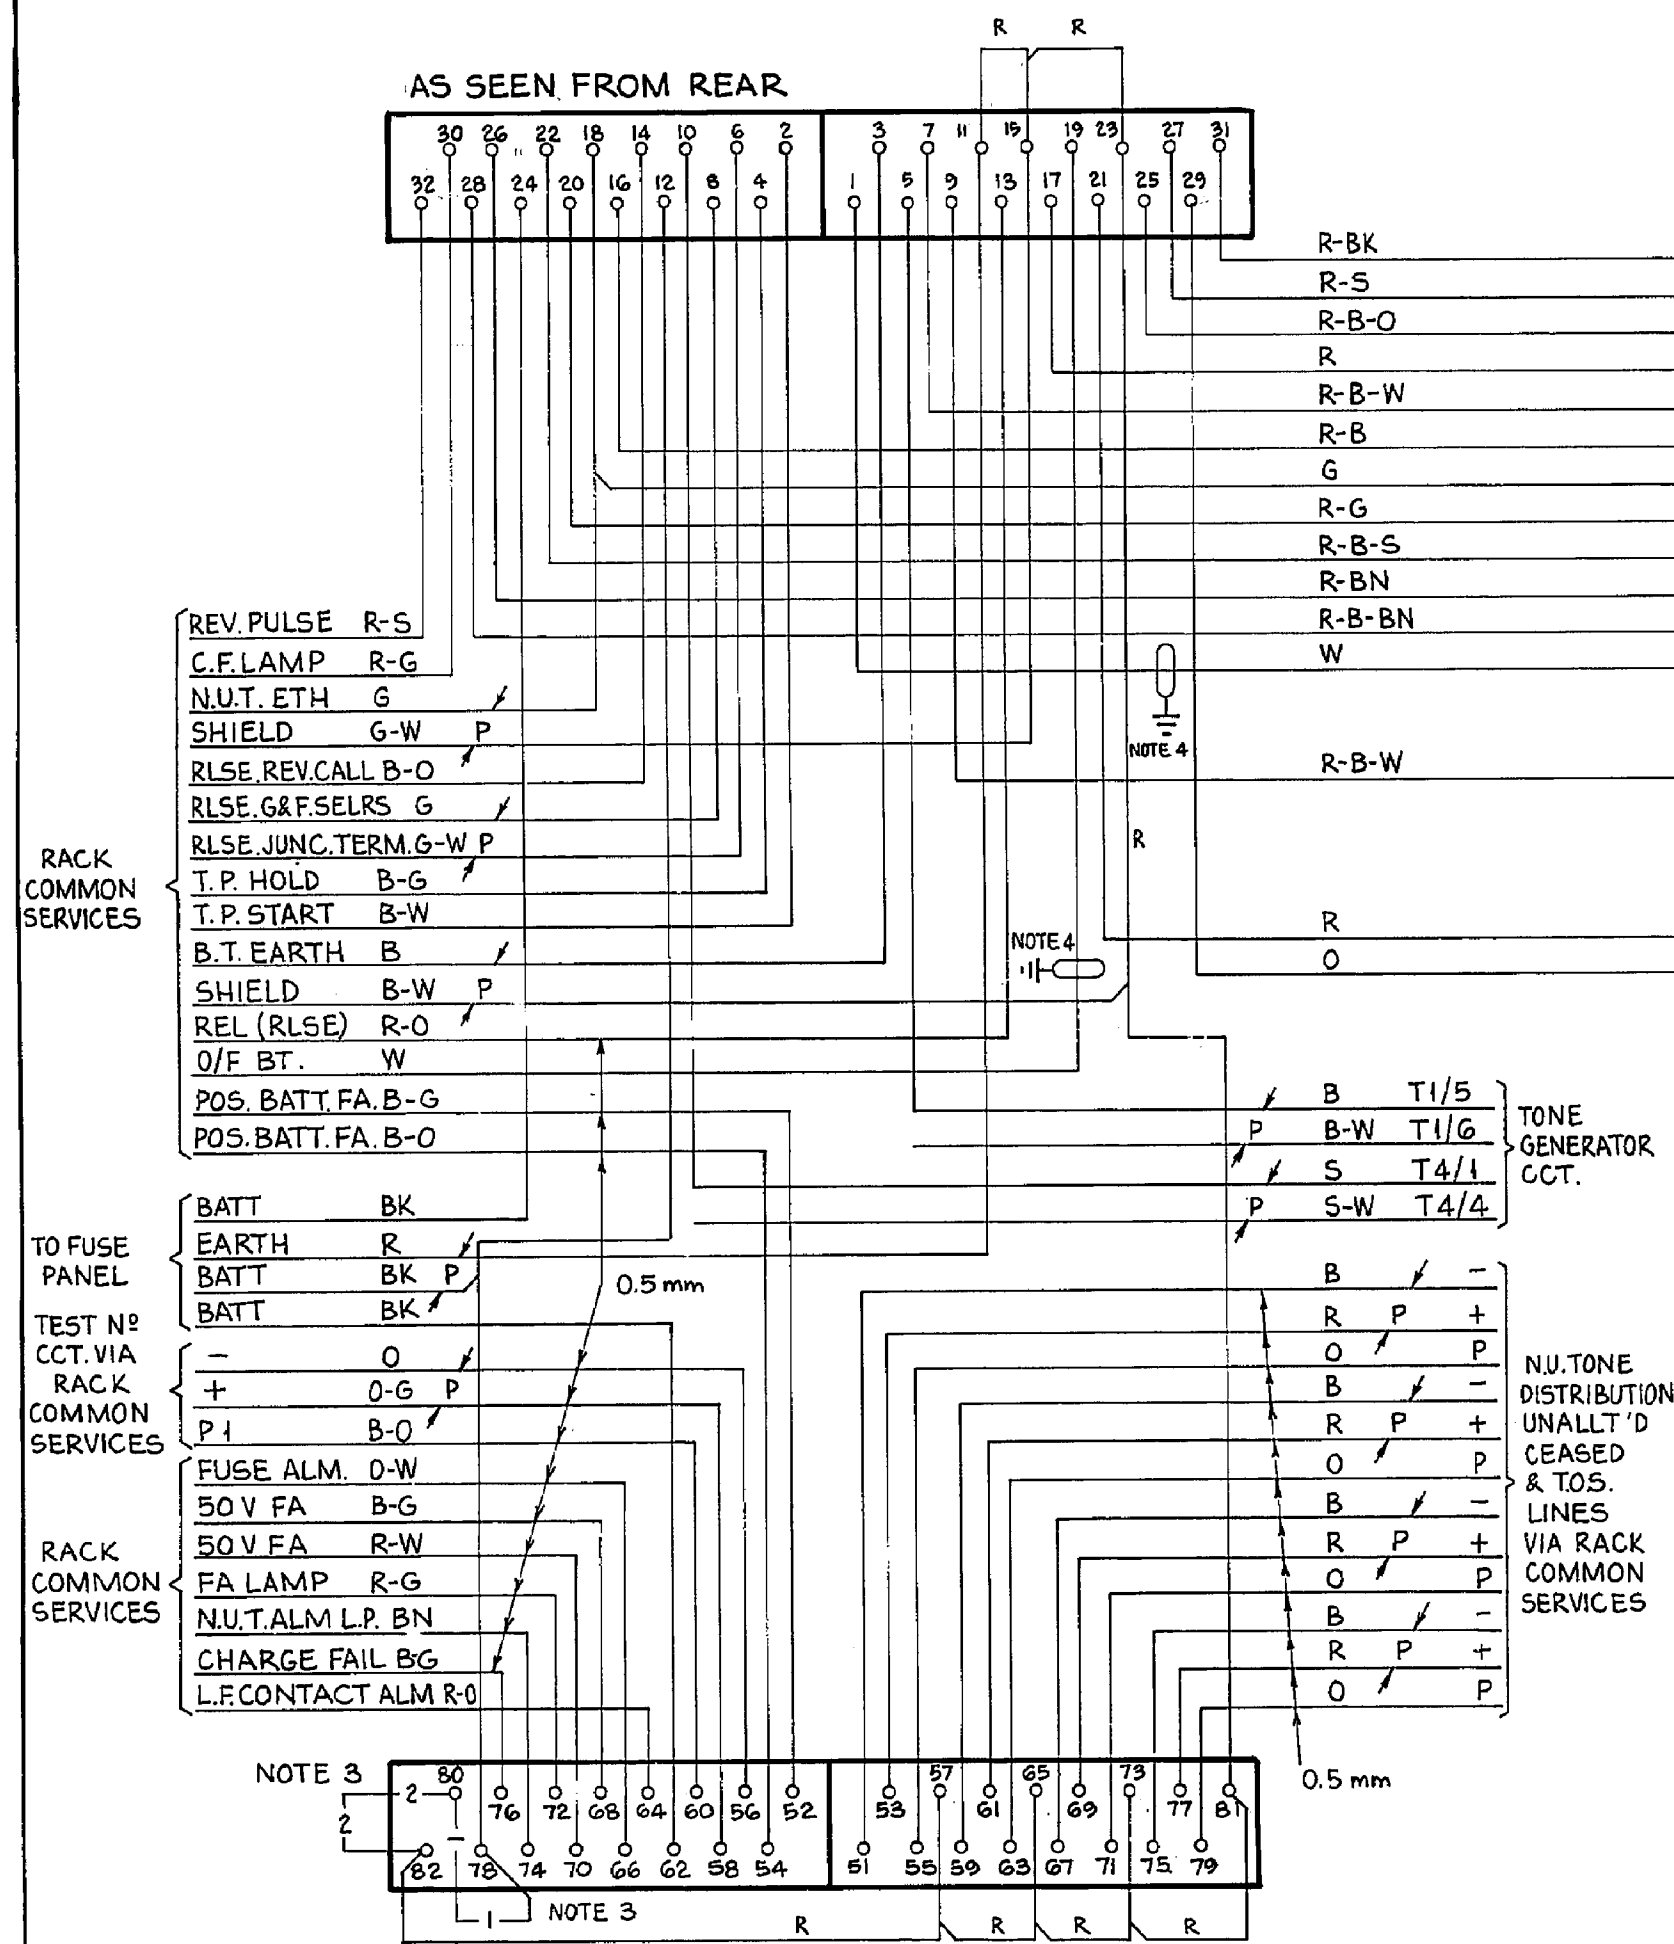 R R
AS SEEN FROM REAR
30 26 22 18 14 10 6 2 3 7 11 15 19 23 27 31
32 28 24 20 16 12 8 4 1 5 9 13 17 21 25 29
R-BK
R-S
R-B-O
R
R-B-W
R-B
G
R-G
R-B-S
R-BN
R-B-BN
W
NOTE 4
R-B-W
R
R
O
NOTE 4
RACK
COMMON
SERVICES
REV. PULSE R-S
C.F. LAMP R-G
N.U.T. ETH G
SHIELD G-W P
RLSE.REV.CALL B-O
RLSE.G&F.SELRS G
RLSE.JUNC.TERM.G-W P
T.P. HOLD B-G
T.P. START B-W
B.T. EARTH B
SHIELD B-W P
REL (RLSE) R-O
O/F BT. W
POS. BATT. FA. B-G
POS. BATT. FA. B-O
B T1/5
P B-W T1/6
S T4/1
P S-W T4/4
TONE
GENERATOR
CCT.
TO FUSE
PANEL
BATT BK
EARTH R
BATT BK P
BATT BK
0.5 mm
TEST Nº
CCT. VIA
RACK
COMMON
SERVICES
- O
+ O-G P
P1 B-O
RACK
COMMON
SERVICES
FUSE ALM. O-W
50 V FA B-G
50 V FA R-W
FA LAMP R-G
N.U.T. ALM L.P. BN
CHARGE FAIL B-G
L.F. CONTACT ALM R-O
B -
R P +
O P
B -
R P +
O P
B -
R P +
O P
B -
R P +
O P
N.U. TONE
DISTRIBUTION
UNALLT'D
CEASED
& T.O.S.
LINES
VIA RACK
COMMON
SERVICES
0.5 mm
NOTE 3
2
2
80 76 72 68 64 60 56 52 53 57 61 65 69 73 77 81
82 78 74 70 66 62 58 54 51 55 59 63 67 71 75 79
1
NOTE 3
R R R R